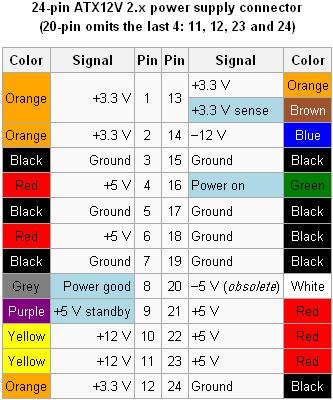 24-pin ATX12V 2.x power supply connector
(20-pin omits the last 4: 11, 12, 23 and 24)
Color Signal Pin Pin Signal Color
Orange +3.3 V 1 13 +3.3 V Orange
+3.3 V sense Brown
Orange +3.3 V 2 14 −12 V Blue
Black Ground 3 15 Ground Black
Red +5 V 4 16 Power on Green
Black Ground 5 17 Ground Black
Red +5 V 6 18 Ground Black
Black Ground 7 19 Ground Black
Grey Power good 8 20 −5 V (obsolete) White
Purple +5 V standby 9 21 +5 V Red
Yellow +12 V 10 22 +5 V Red
Yellow +12 V 11 23 +5 V Red
Orange +3.3 V 12 24 Ground Black